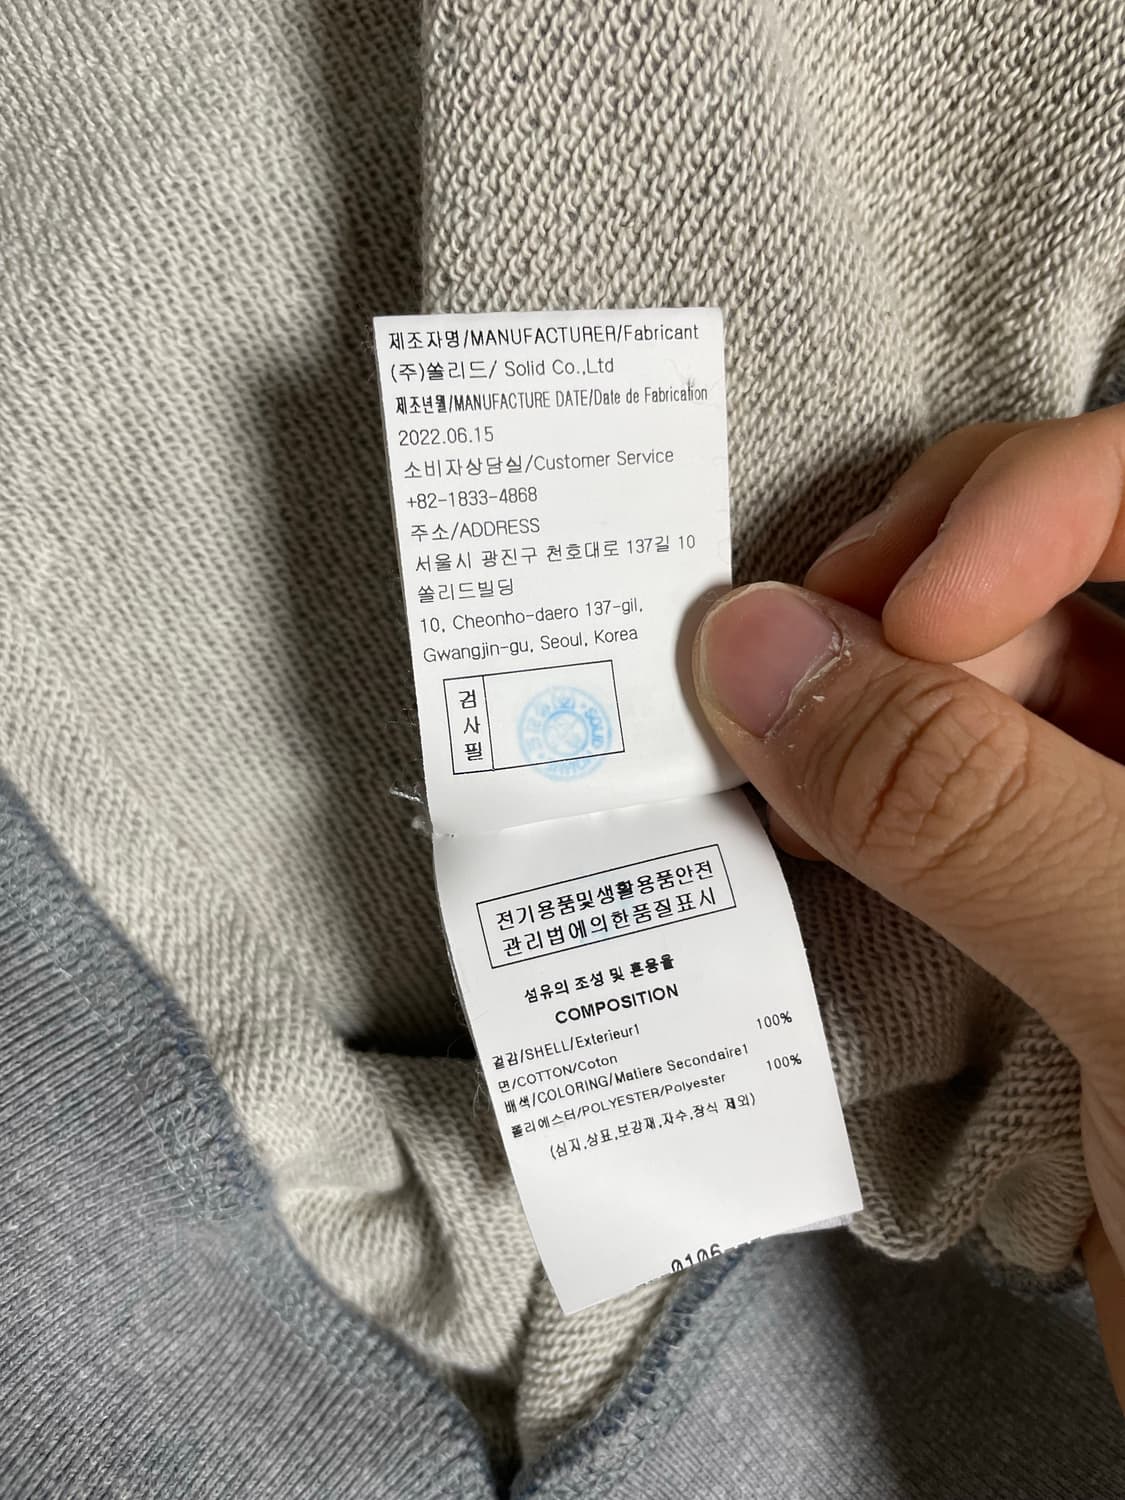 제조자명/MANUFACTURER/Fabricant
(주)쏠리드/ Solid Co.,Ltd
제조년월/MANUFACTURE DATE/Date de Fabrication
2022.06.15
소비자상담실/Customer Service
+82-1833-4868
주소/ADDRESS
서울시 광진구 천호대로 137길 10
쏠리드빌딩
10, Cheonho-daero 137-gil,
Gwangjin-gu, Seoul, Korea
검사필
SOLID
전기용품및생활용품안전
관리법에의한품질표시
섬유의 조성 및 혼용율
COMPOSITION
겉감/SHELL/Exterieur1
면/COTTON/Coton 100%
배색/COLORING/Matiere Secondaire1
폴리에스터/POLYESTER/Polyester 100%
(심지,상표,보강재,자수,장식 제외)
0106